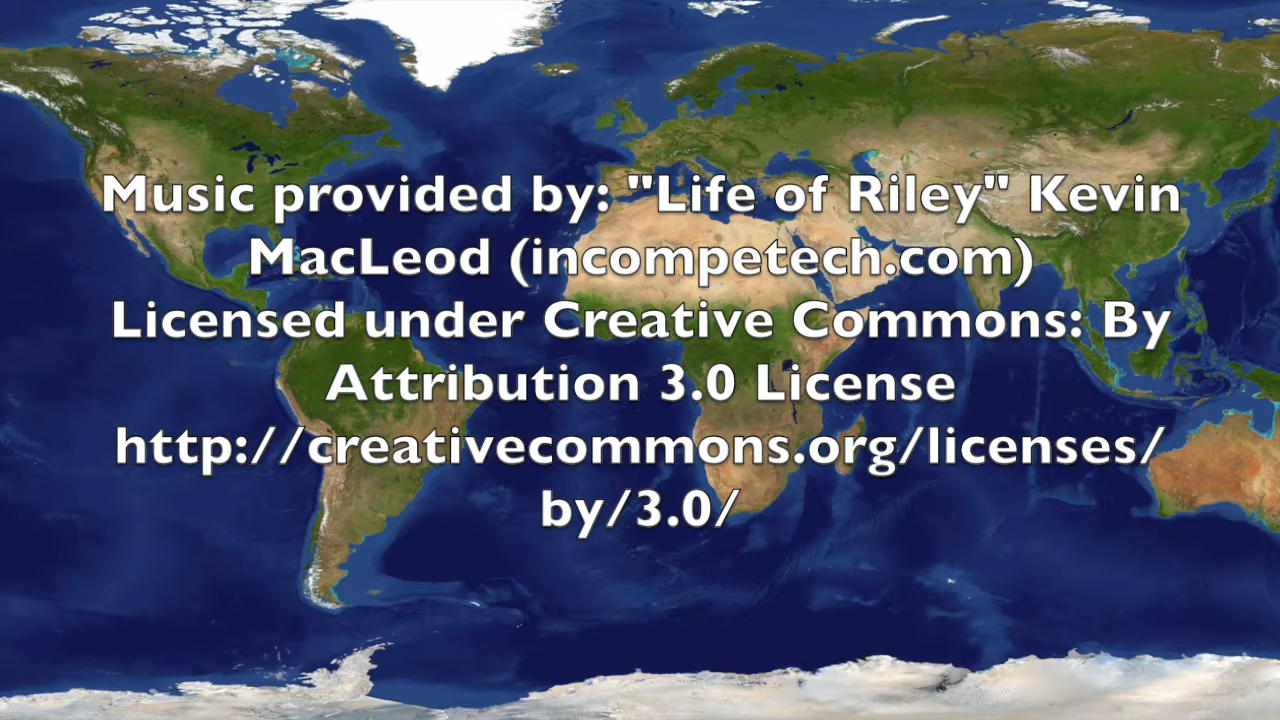 Music provided by: "Life of Riley" Kevin
MacLeod (incompetech.com)
Licensed under Creative Commons: By
Attribution 3.0 License
http://creativecommons.org/licenses/
by/3.0/